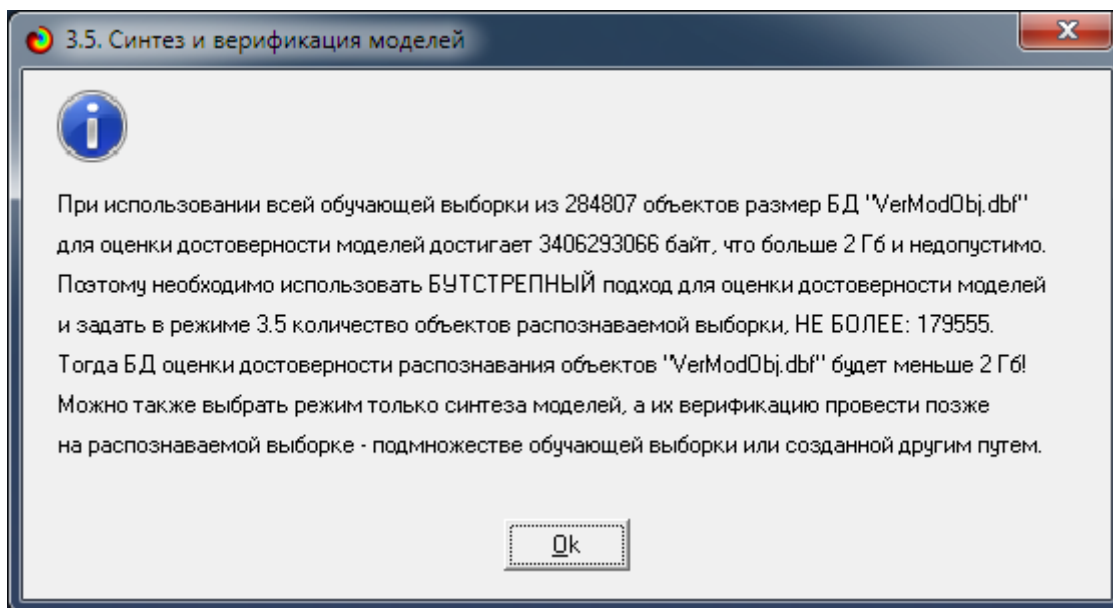 3.5. Синтез и верификация моделей
При использовании всей обучающей выборки из 284807 объектов размер БД "VerModObj.dbf"
для оценки достоверности моделей достигает 3406293066 байт, что больше 2 Гб и недопустимо.
Поэтому необходимо использовать БУТСТРЕПНЫЙ подход для оценки достоверности моделей
и задать в режиме 3.5 количество объектов распознаваемой выборки, НЕ БОЛЕЕ: 179555.
Тогда БД оценки достоверности распознавания объектов "VerModObj.dbf" будет меньше 2 Гб!
Можно также выбрать режим только синтеза моделей, а их верификацию провести позже
на распознаваемой выборке - подмножестве обучающей выборки или созданной другим путем.
Ok